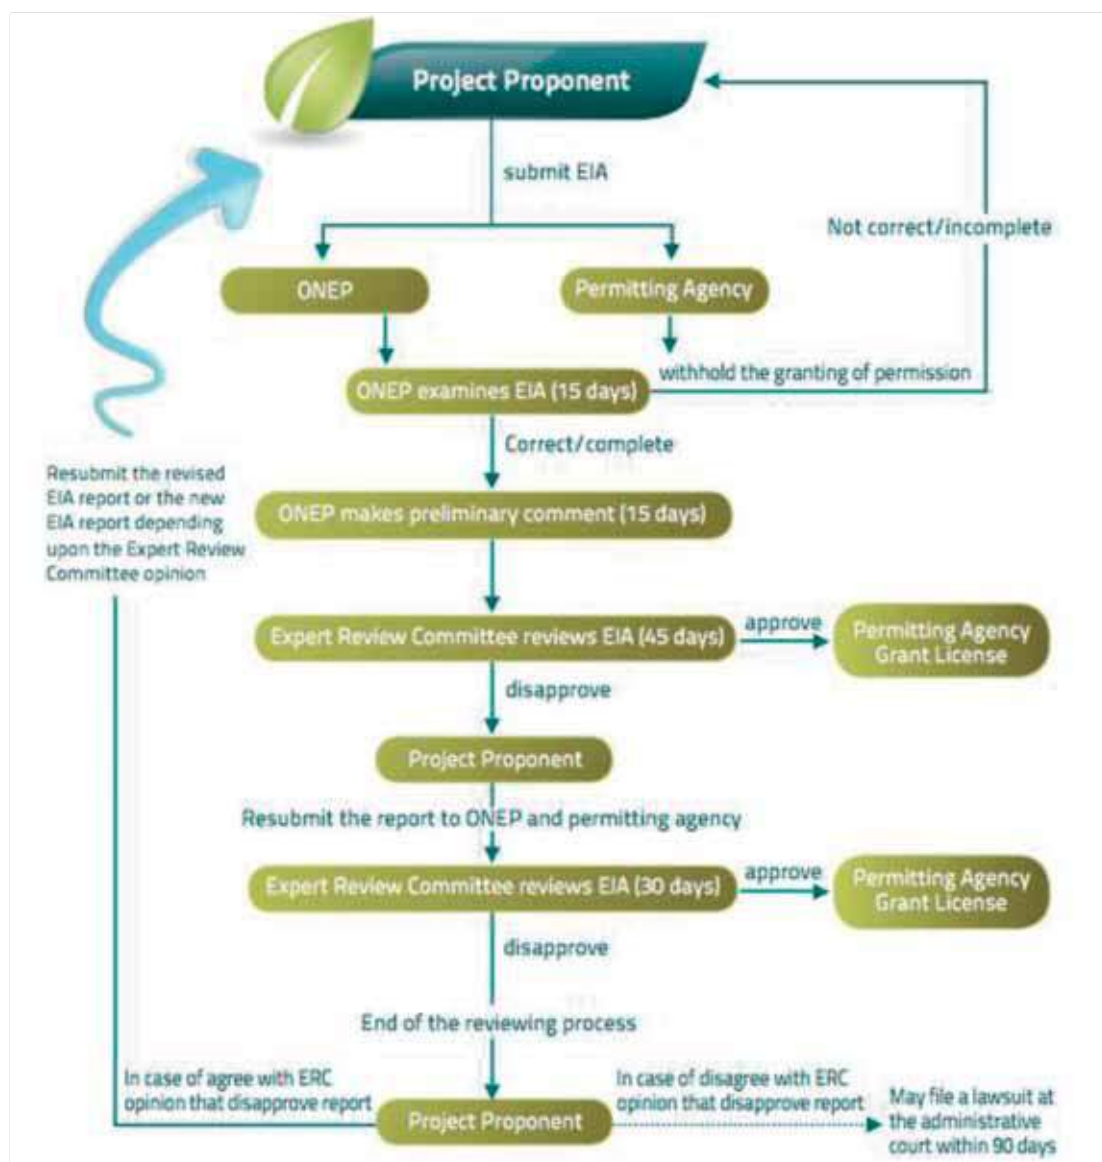 Project Proponent
submit EIA
Not correct/incomplete
ONEP
Permitting Agency
withhold the granting of permission
ONEP examines EIA (15 days)
Correct/complete
Resubmit the revised
EIA report or the new
EIA report depending
upon the Expert Review
Committee opinion
ONEP makes preliminary comment (15 days)
Expert Review Committee reviews EIA (45 days)
approve
Permitting Agency
Grant License
disapprove
Project Proponent
Resubmit the report to ONEP and permitting agency
Expert Review Committee reviews EIA (30 days)
approve
Permitting Agency
Grant License
disapprove
End of the reviewing process
In case of agree with ERC
opinion that disapprove report
Project Proponent
In case of disagree with ERC
opinion that disapprove report
May file a lawsuit at
the administrative
court within 90 days